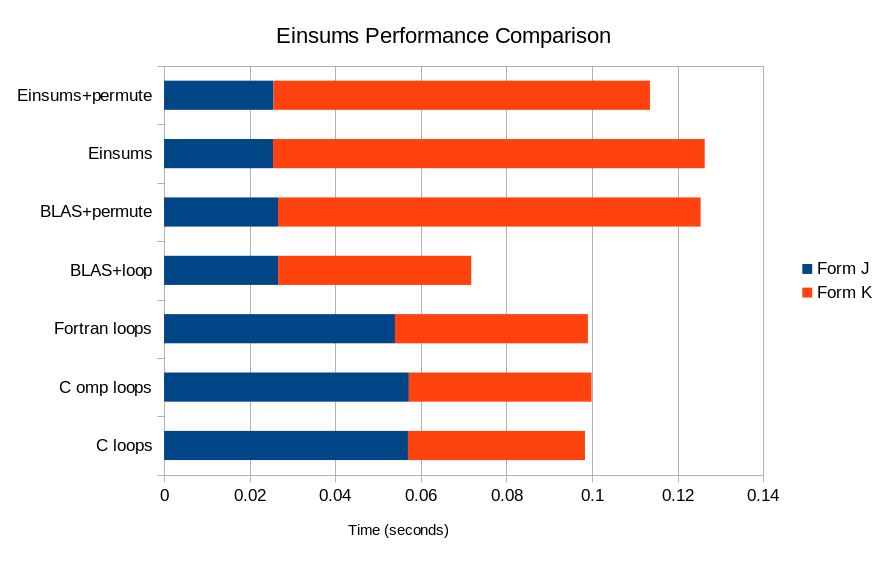 Einsums Performance Comparison
Einsums+permute
Einsums
BLAS+permute
BLAS+loop
Fortran loops
C omp loops
C loops
0 0.02 0.04 0.06 0.08 0.1 0.12 0.14
Time (seconds)
Form J
Form K